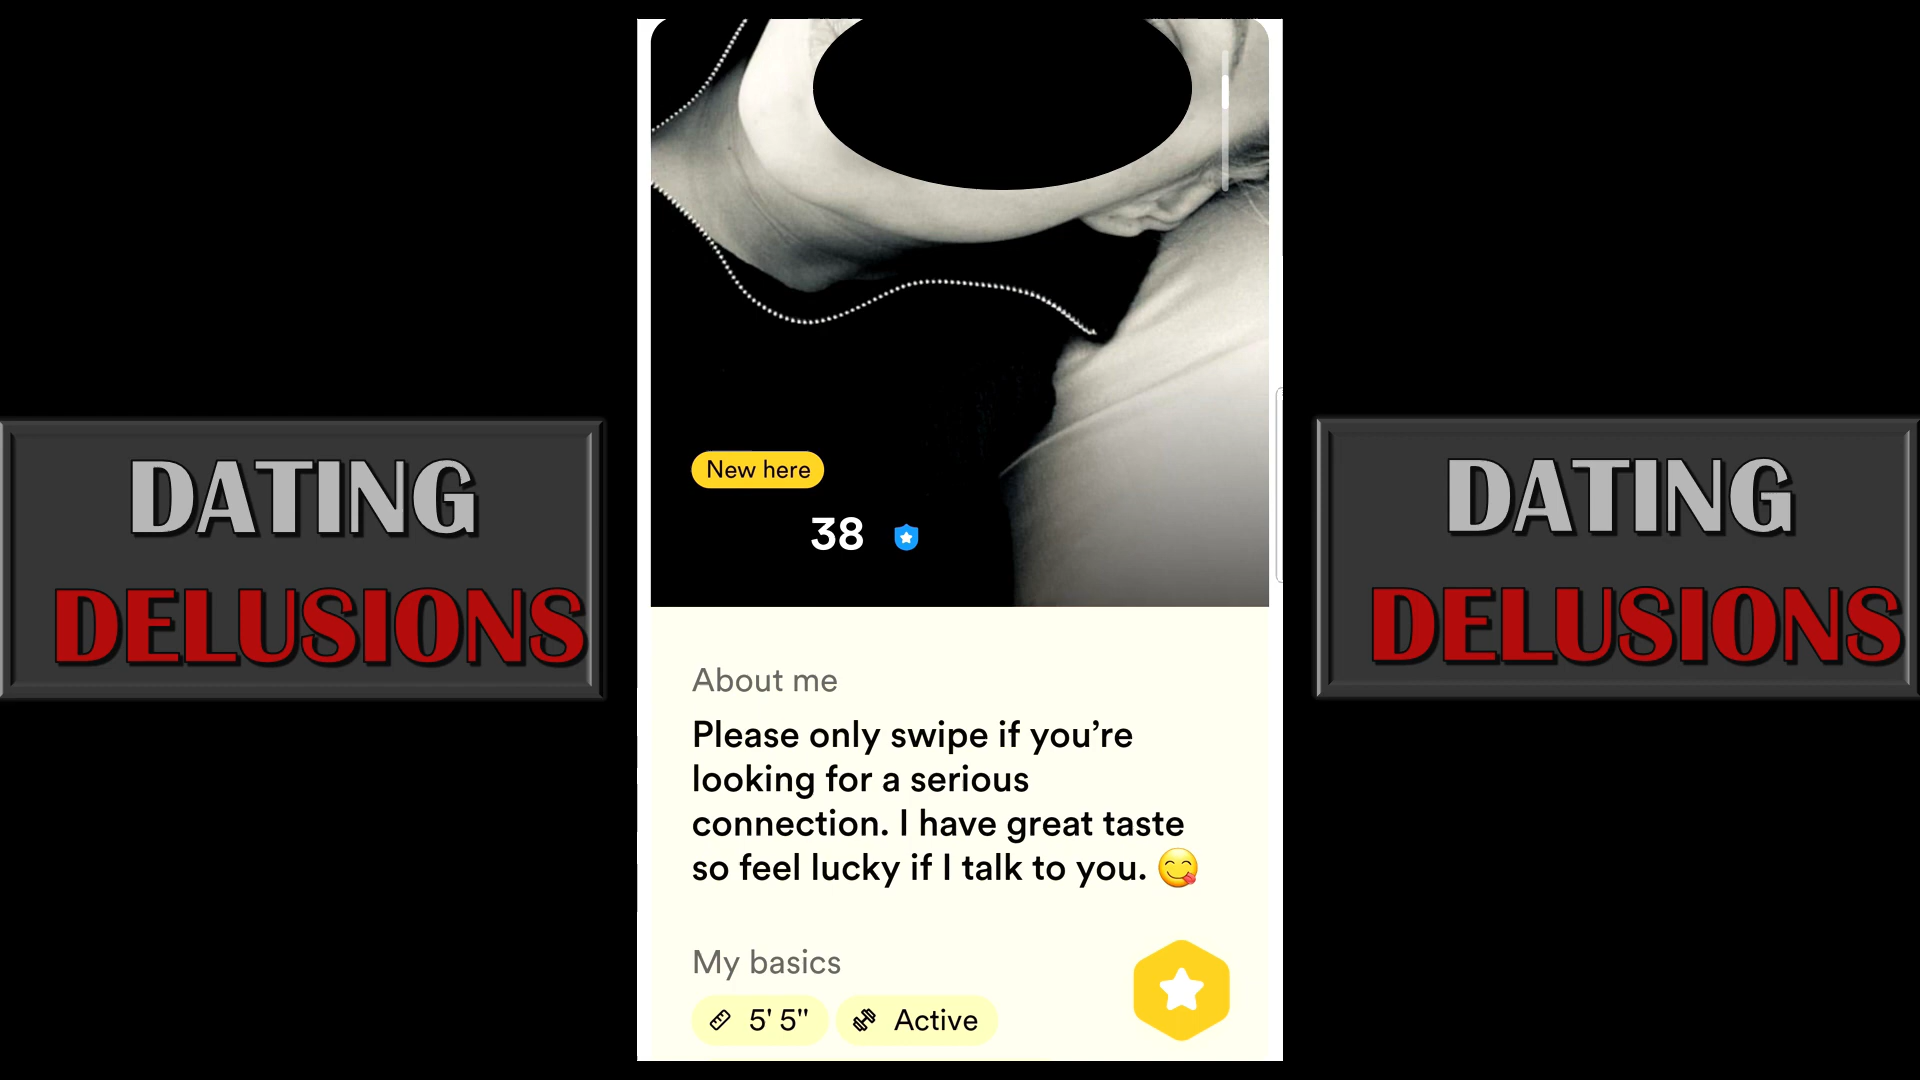 DATING
DELUSIONS
New here
38
About me
Please only swipe if you’re
looking for a serious
connection. I have great taste
so feel lucky if I talk to you. 😋
My basics
5' 5"
Active
DATING
DELUSIONS